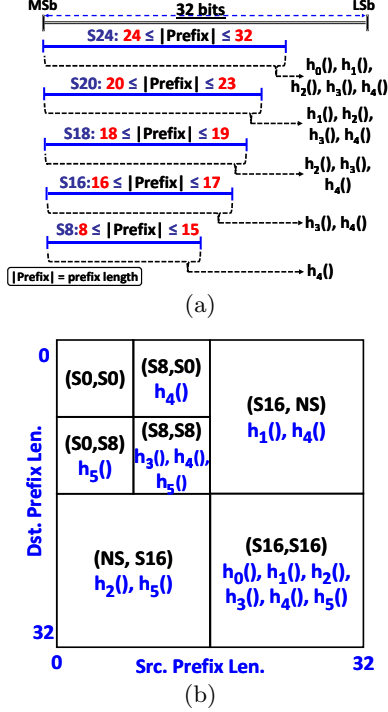 MSb 32 bits LSb
S24: 24 ≤ |Prefix| ≤ 32
h0(), h1(),
h2(), h3(), h4()
S20: 20 ≤ |Prefix| ≤ 23
h1(), h2(),
h3(), h4()
S18: 18 ≤ |Prefix| ≤ 19
h2(), h3(),
h4()
S16:16 ≤ |Prefix| ≤ 17
h3(), h4()
S8:8 ≤ |Prefix| ≤ 15
h4()
|Prefix| = prefix length
(a)
0
(S0,S0)
(S8,S0)
h4()
(S16, NS)
h1(), h4()
(S0,S8)
h5()
(S8,S8)
h3(), h4(),
h5()
Dst. Prefix Len.
(NS, S16)
h2(), h5()
(S16,S16)
h0(), h1(), h2(),
h3(), h4(), h5()
32
0 Src. Prefix Len. 32
(b)